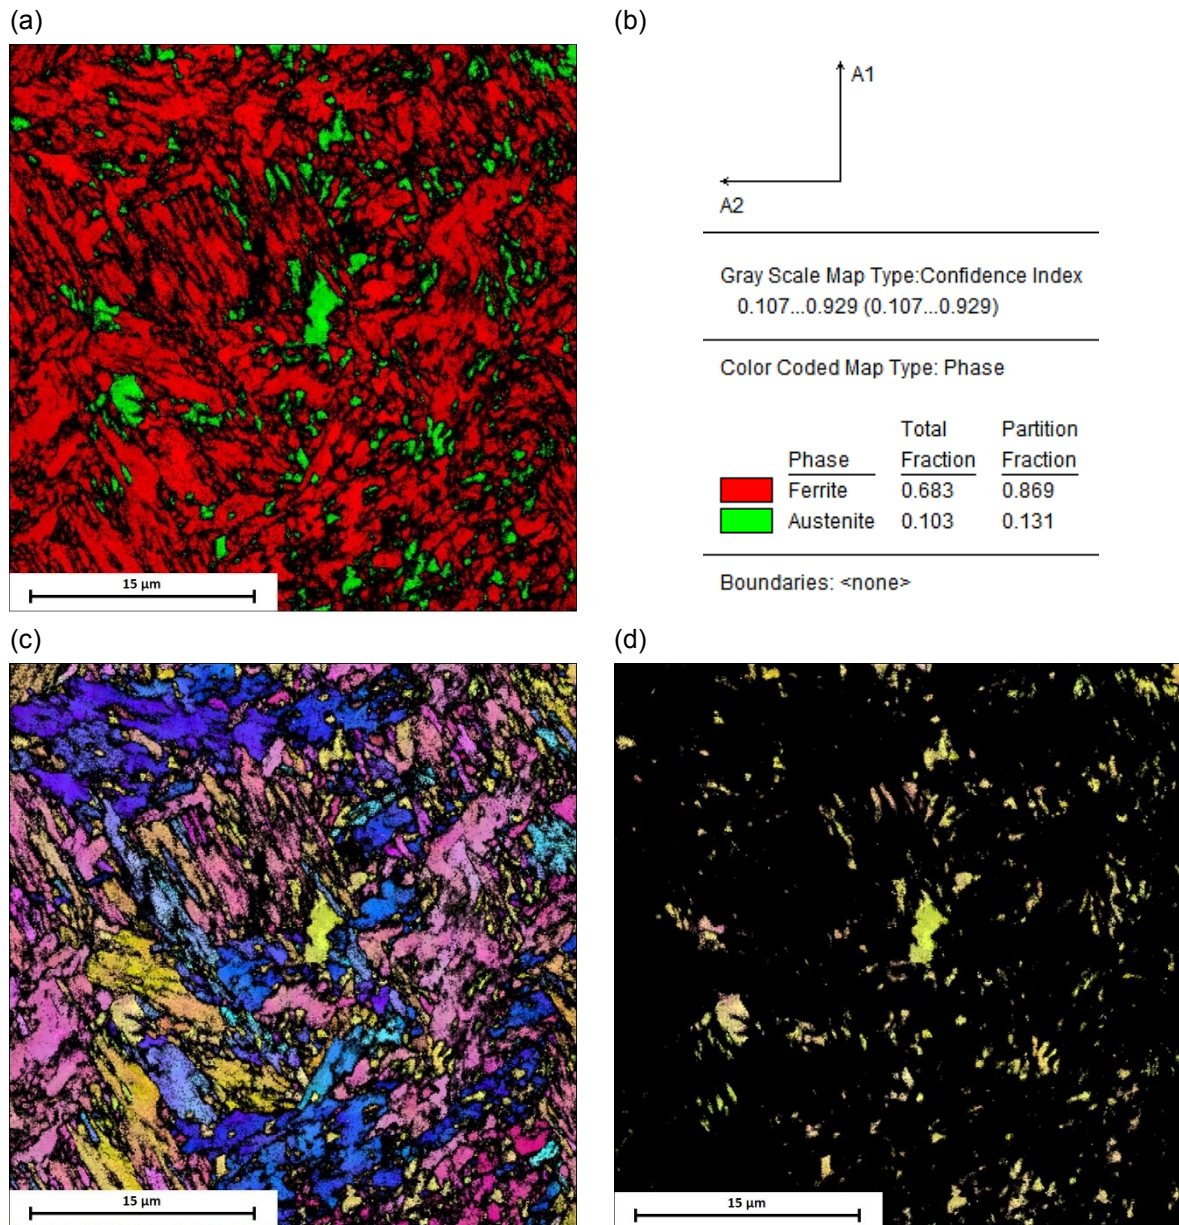 (a)
(b)
A1
A2
Gray Scale Map Type:Confidence Index
0.107...0.929 (0.107...0.929)
Color Coded Map Type: Phase
Total Partition
Phase Fraction Fraction
Ferrite 0.683 0.869
Austenite 0.103 0.131
Boundaries: <none>
15 µm
(c)
(d)
15 µm
15 µm